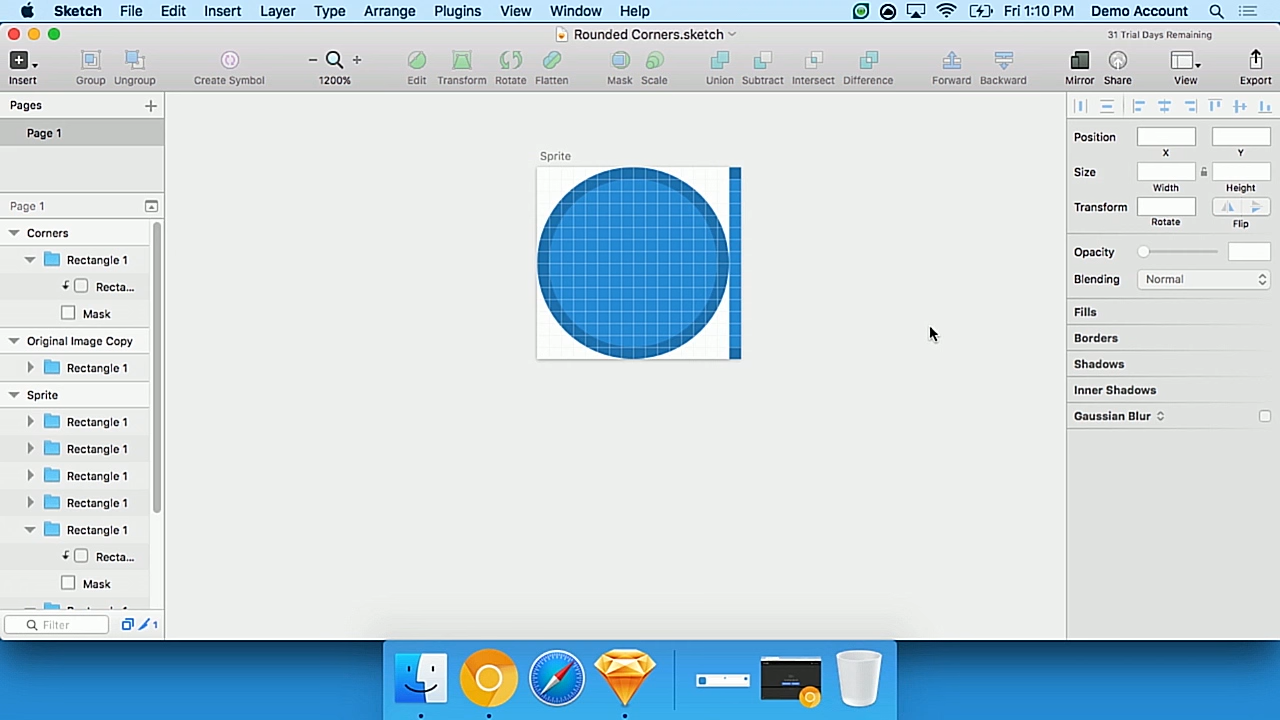 Sketch File Edit Insert Layer Type Arrange Plugins View Window Help Fri 1:10 PM Demo Account
Rounded Corners.sketch
31 Trial Days Remaining
Insert Group Ungroup Create Symbol 1200% Edit Transform Rotate Flatten Mask Scale Union Subtract Intersect Difference Forward Backward Mirror Share View Export
Pages
Page 1
Page 1
Corners
Rectangle 1
Recta...
Mask
Original Image Copy
Rectangle 1
Sprite
Rectangle 1
Rectangle 1
Rectangle 1
Rectangle 1
Rectangle 1
Recta...
Mask
Filter
1
Sprite
Position
X Y
Size
Width Height
Transform
Rotate Flip
Opacity
Blending Normal
Fills
Borders
Shadows
Inner Shadows
Gaussian Blur